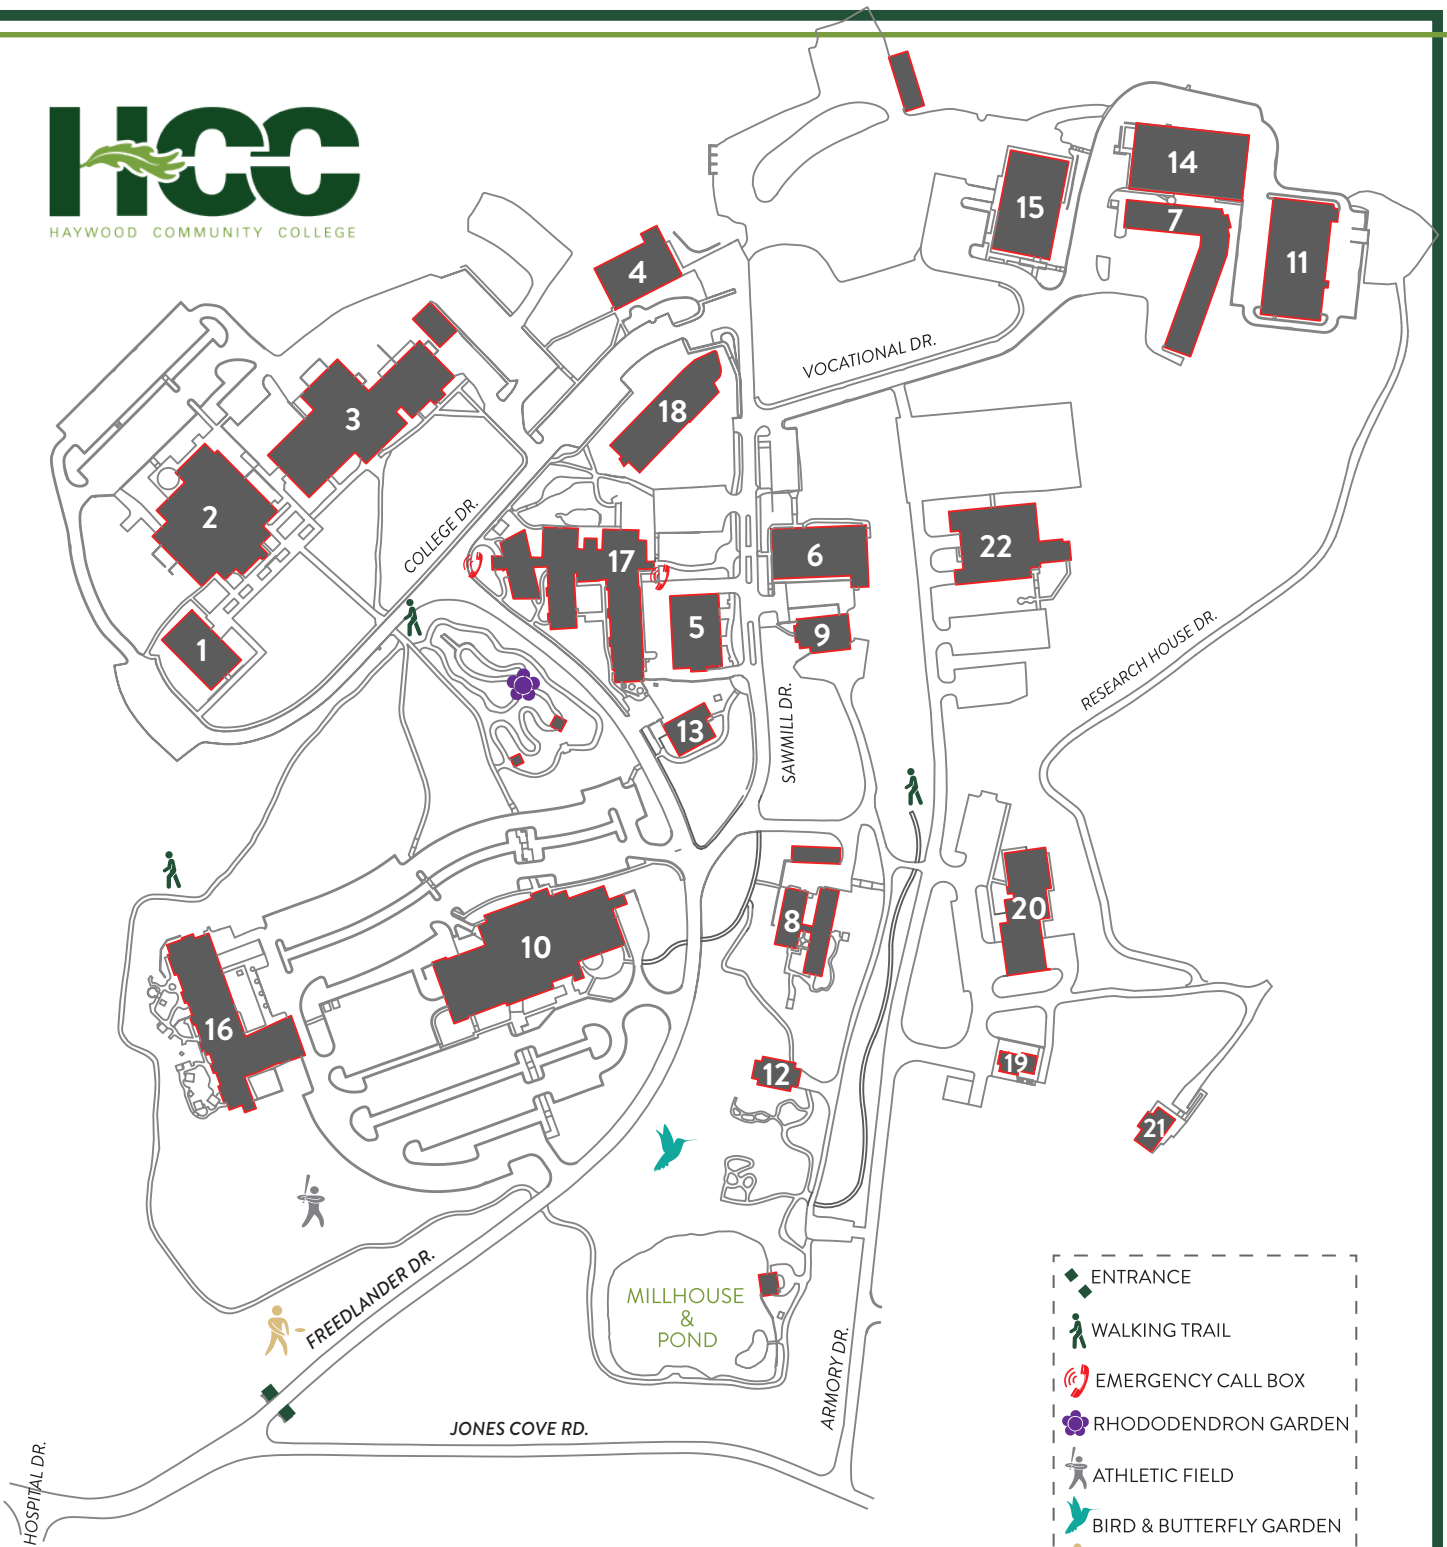 HCC
HAYWOOD COMMUNITY COLLEGE
14
15
7
11
4
VOCATIONAL DR.
18
3
2
COLLEGE DR.
17
6
22
5
9
1
RESEARCH HOUSE DR.
13
SAWMILL DR.
20
8
10
16
19
12
21
MILLHOUSE
&
POND
FREEDLANDER DR.
ARMORY DR.
JONES COVE RD.
HOSPITAL DR.
ENTRANCE
WALKING TRAIL
EMERGENCY CALL BOX
RHODODENDRON GARDEN
ATHLETIC FIELD
BIRD & BUTTERFLY GARDEN